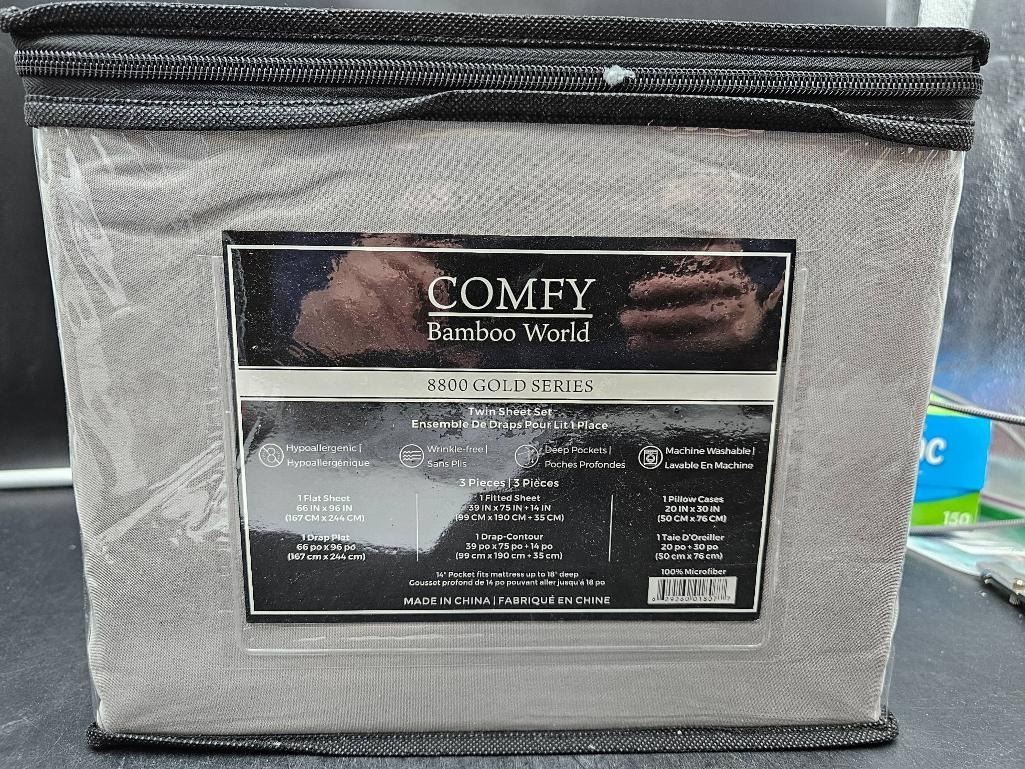 COMFY
Bamboo World
8800 GOLD SERIES
Twin Sheet Set
Ensemble De Draps Pour Lit 1 Place
Hypoallergenic |
Hypoallergénique
Wrinkle-free |
Sans Plis
Deep Pockets |
Poches Profondes
Machine Washable |
Lavable En Machine
3 Pieces | 3 Pièces
1 Flat Sheet
66 IN x 96 IN
(167 CM x 244 CM)
1 Drap Plat
66 po x 96 po
(167 cm x 244 cm)
1 Fitted Sheet
39 IN x 75 IN + 14 IN
(99 CM x 190 CM + 35 CM)
1 Drap-Contour
39 po x 75 po + 14 po
(99 cm x 190 cm + 35 cm)
1 Pillow Cases
20 IN x 30 IN
(50 CM x 76 CM)
1 Taie D'Oreiller
20 po + 30 po
(50 cm x 76 cm)
100% Microfiber
14" Pocket fits mattress up to 18" deep
Gousset profond de 14 po pouvant aller jusqu'à 18 po
MADE IN CHINA | FABRIQUÉ EN CHINE
150